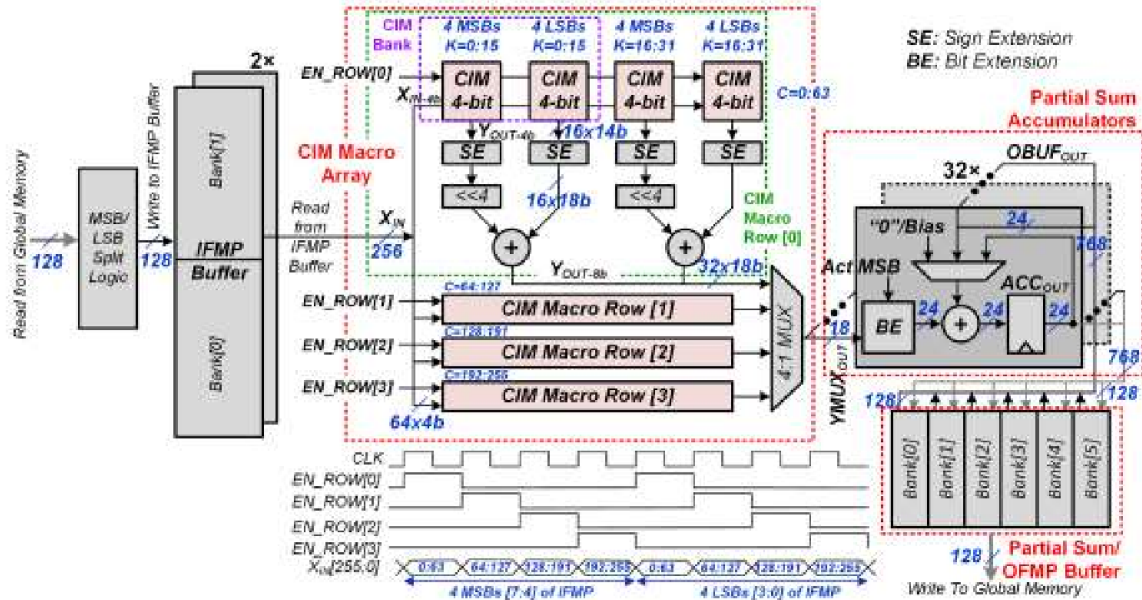 CIM Bank
4 MSBs K=0:15
4 LSBs K=0:15
4 MSBs K=16:31
4 LSBs K=16:31
SE: Sign Extension
BE: Bit Extension
2×
EN_ROW[0]
CIM 4-bit
CIM 4-bit
CIM 4-bit
CIM 4-bit
C=0:63
X_IN-4b
Y_OUT-4b
16x14b
SE
SE
SE
SE
<<4
<<4
16x18b
CIM Macro Array
CIM Macro Row [0]
Partial Sum Accumulators
OBUF_OUT
32×
Read from Global Memory
128
MSB/ LSB Split Logic
Write to IFMP Buffer
128
Bank[1]
IFMP Buffer
Bank[0]
Read from IFMP Buffer
X_IN
256
+
+
Y_OUT-8b
32x18b
EN_ROW[1]
C=64:127
CIM Macro Row [1]
EN_ROW[2]
C=128:191
CIM Macro Row [2]
EN_ROW[3]
C=192:255
CIM Macro Row [3]
64x4b
4:1 MUX
YMUX_OUT
18
"0"/Bias
24
768
Act MSB
ACC_OUT
BE
24
+
24
24
768
128
128
Bank[0]
Bank[1]
Bank[2]
Bank[3]
Bank[4]
Bank[5]
128
Partial Sum/ OFMP Buffer
Write To Global Memory
CLK
EN_ROW[0]
EN_ROW[1]
EN_ROW[2]
EN_ROW[3]
X_IN[255:0]
0:63
64:127
128:191
192:255
0:63
64:127
128:191
192:255
4 MSBs [7:4] of IFMP
4 LSBs [3:0] of IFMP